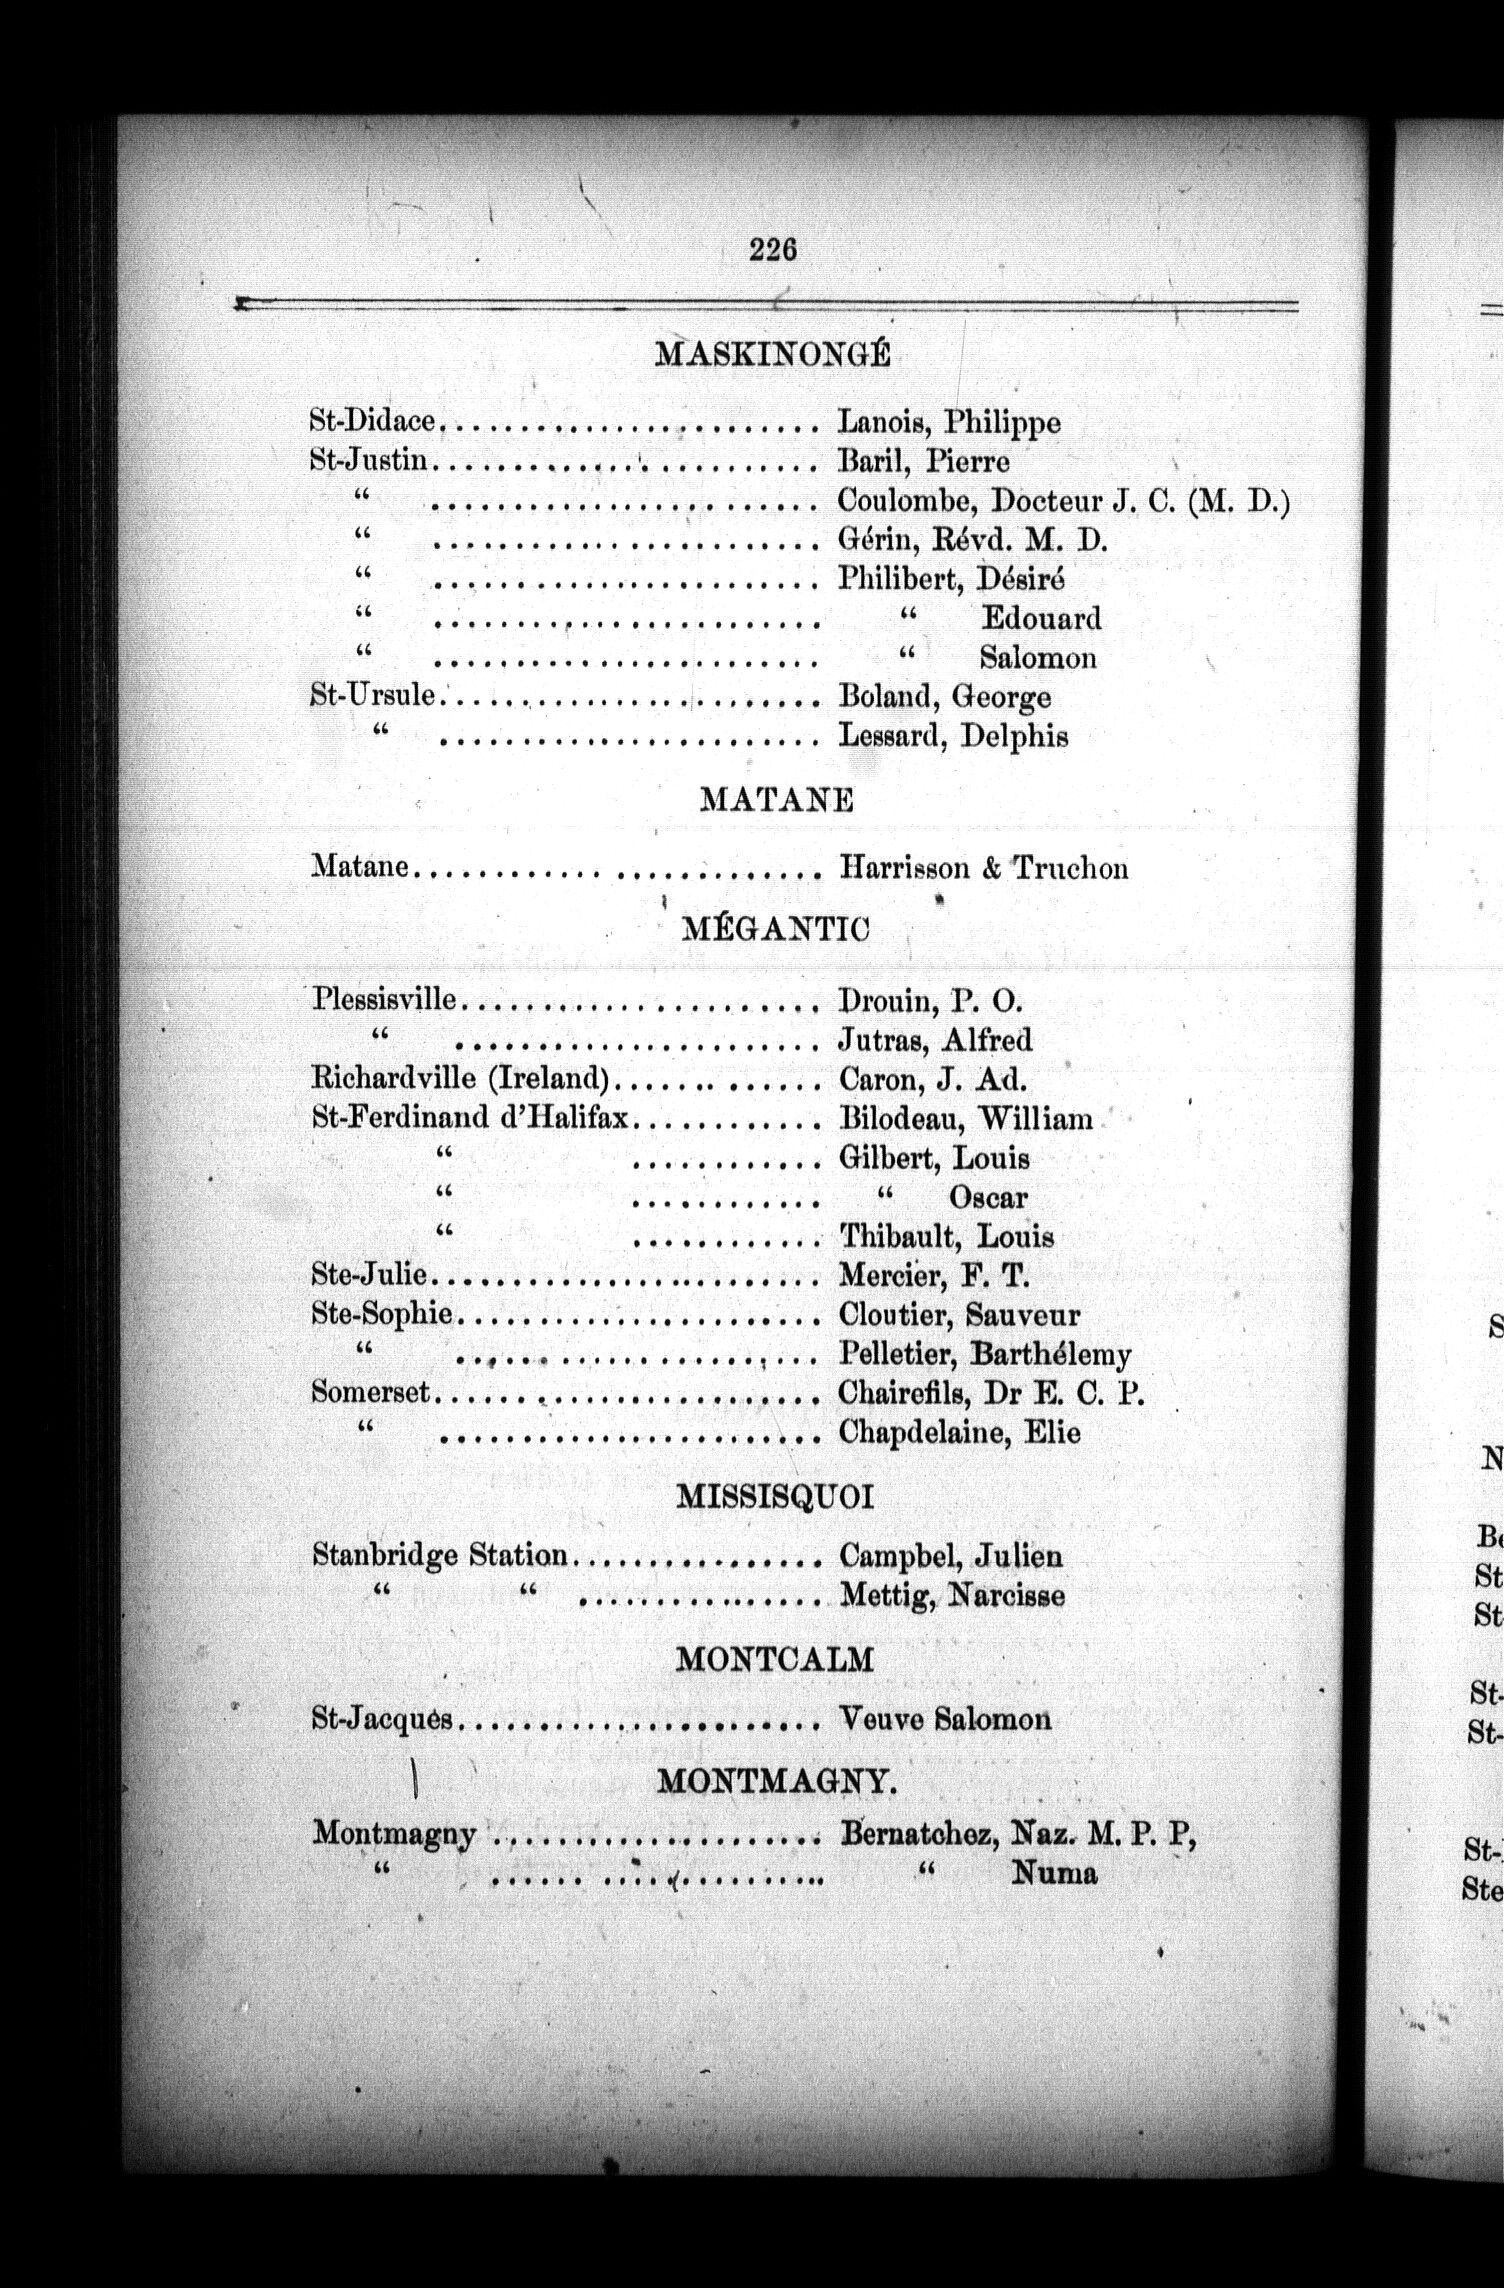 226
MASKINONGÉ
St-Didace........................ Lanois, Philippe
St-Justin........................ Baril, Pierre
“ ........................ Coulombe, Docteur J. C. (M. D.)
“ ........................ Gérin, Révd. M. D.
“ ........................ Philibert, Désiré
“ ........................ “ Edouard
“ ........................ “ Salomon
St-Ursule........................ Boland, George
“ ........................ Lessard, Delphis
MATANE
Matane......................... Harrisson & Truchon
MÉGANTIC
Plessisville...................... Drouin, P. O.
“ ....................... Jutras, Alfred
Richardville (Ireland)............. Caron, J. Ad.
St-Ferdinand d’Halifax............ Bilodeau, William
“ ............ Gilbert, Louis
“ ............ “ Oscar
“ ............ Thibault, Louis
Ste-Julie........................ Mercier, F. T.
Ste-Sophie....................... Cloutier, Sauveur
“ ....................... Pelletier, Barthélemy
Somerset........................ Chairefils, Dr E. C. P.
“ ........................ Chapdelaine, Elie
MISSISQUOI
Stanbridge Station................ Campbel, Julien
“ “ ............... Mettig, Narcisse
MONTCALM
St-Jacques....................... Veuve Salomon
MONTMAGNY.
Montmagny ..................... Bernatchez, Naz. M. P. P,
“ ..................... “ Numa